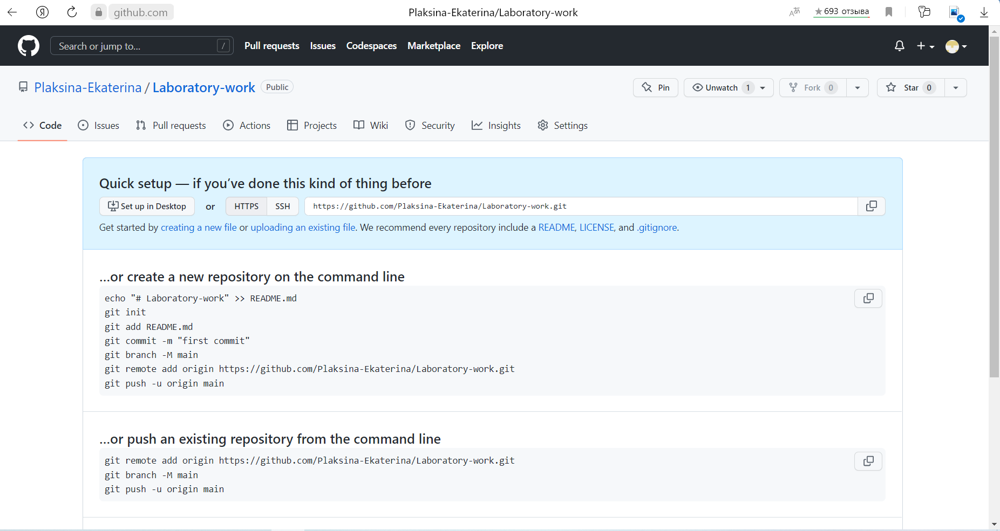 Я github.com Plaksina-Ekaterina/Laboratory-work ★ 693 отзыва
Search or jump to... / Pull requests Issues Codespaces Marketplace Explore
Plaksina-Ekaterina / Laboratory-work Public Pin Unwatch 1 Fork 0 Star 0
Code Issues Pull requests Actions Projects Wiki Security Insights Settings
Quick setup — if you’ve done this kind of thing before
Set up in Desktop or HTTPS SSH https://github.com/Plaksina-Ekaterina/Laboratory-work.git
Get started by creating a new file or uploading an existing file. We recommend every repository include a README, LICENSE, and .gitignore.
…or create a new repository on the command line
echo "# Laboratory-work" >> README.md
git init
git add README.md
git commit -m "first commit"
git branch -M main
git remote add origin https://github.com/Plaksina-Ekaterina/Laboratory-work.git
git push -u origin main
…or push an existing repository from the command line
git remote add origin https://github.com/Plaksina-Ekaterina/Laboratory-work.git
git branch -M main
git push -u origin main